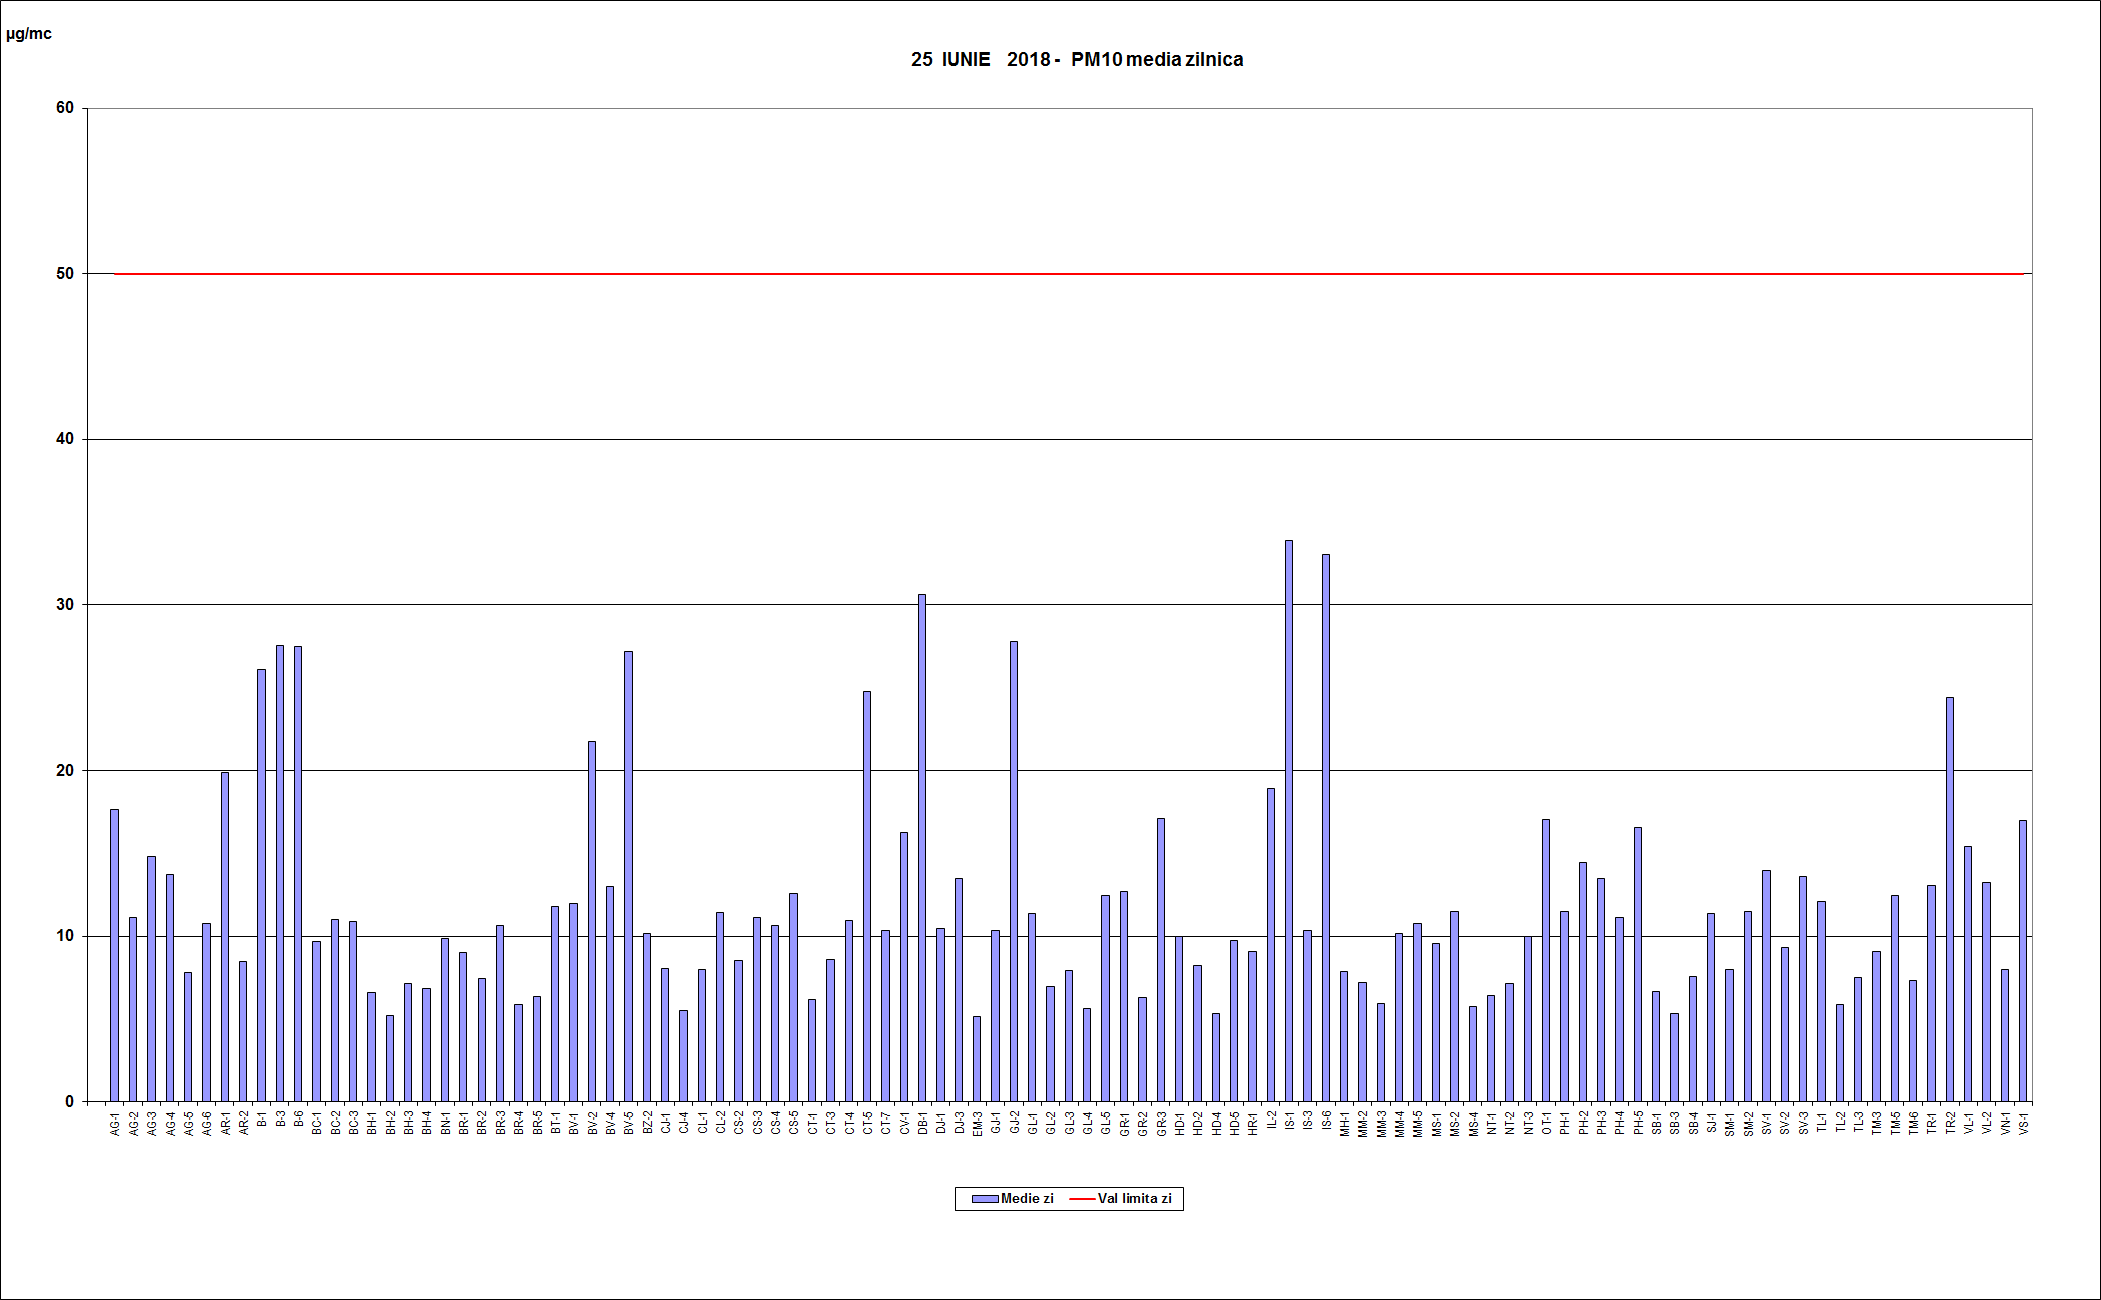 µg/mc
25 IUNIE 2018 - PM10 media zilnica
60
50
40
30
20
10
0
AG-1
AG-2
AG-3
AG-4
AG-5
AG-6
AR-1
AR-2
B-1
B-3
B-6
BC-1
BC-2
BC-3
BH-1
BH-2
BH-3
BH-4
BN-1
BR-1
BR-2
BR-3
BR-4
BR-5
BT-1
BV-1
BV-2
BV-4
BV-5
BZ-2
CJ-1
CJ-4
CL-1
CL-2
CS-2
CS-3
CS-4
CS-5
CT-1
CT-3
CT-4
CT-5
CT-7
CV-1
DB-1
DJ-1
DJ-3
EM-3
GJ-1
GJ-2
GL-1
GL-2
GL-3
GL-4
GL-5
GR-1
GR-2
GR-3
HD-1
HD-2
HD-4
HD-5
HR-1
IL-2
IS-1
IS-3
IS-6
MH-1
MM-2
MM-3
MM-4
MM-5
MS-1
MS-2
MS-4
NT-1
NT-2
NT-3
OT-1
PH-1
PH-2
PH-3
PH-4
PH-5
SB-1
SB-3
SB-4
SJ-1
SM-1
SM-2
SV-1
SV-2
SV-3
TL-1
TL-2
TL-3
TM-3
TM-5
TM-6
TR-1
TR-2
VL-1
VL-2
VN-1
VS-1
Medie zi Val limita zi